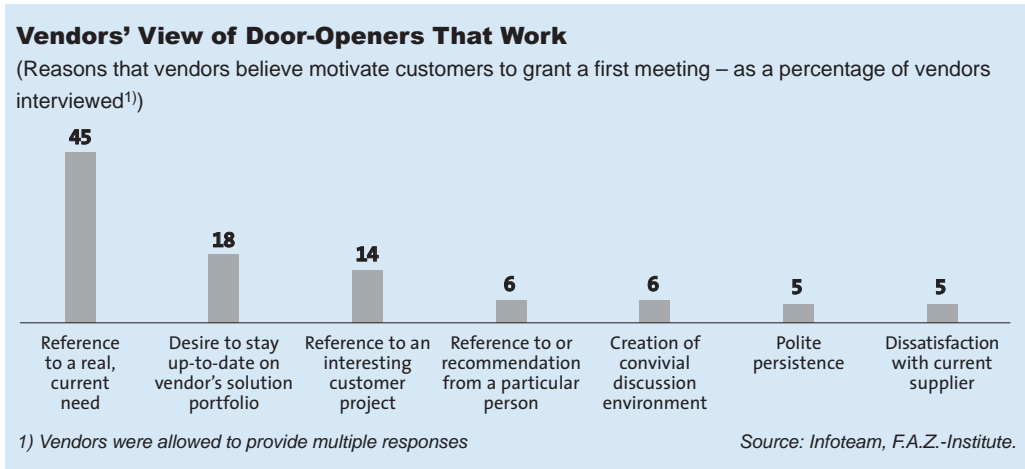 Vendors’ View of Door-Openers That Work
(Reasons that vendors believe motivate customers to grant a first meeting – as a percentage of vendors
interviewed1))
45
18
14
6
6
5
5
Reference
to a real,
current
need
Desire to stay
up-to-date on
vendor’s solution
portfolio
Reference to an
interesting
customer
project
Reference to or
recommendation
from a particular
person
Creation of
convivial
discussion
environment
Polite
persistence
Dissatisfaction
with current
supplier
1) Vendors were allowed to provide multiple responses
Source: Infoteam, F.A.Z.-Institute.